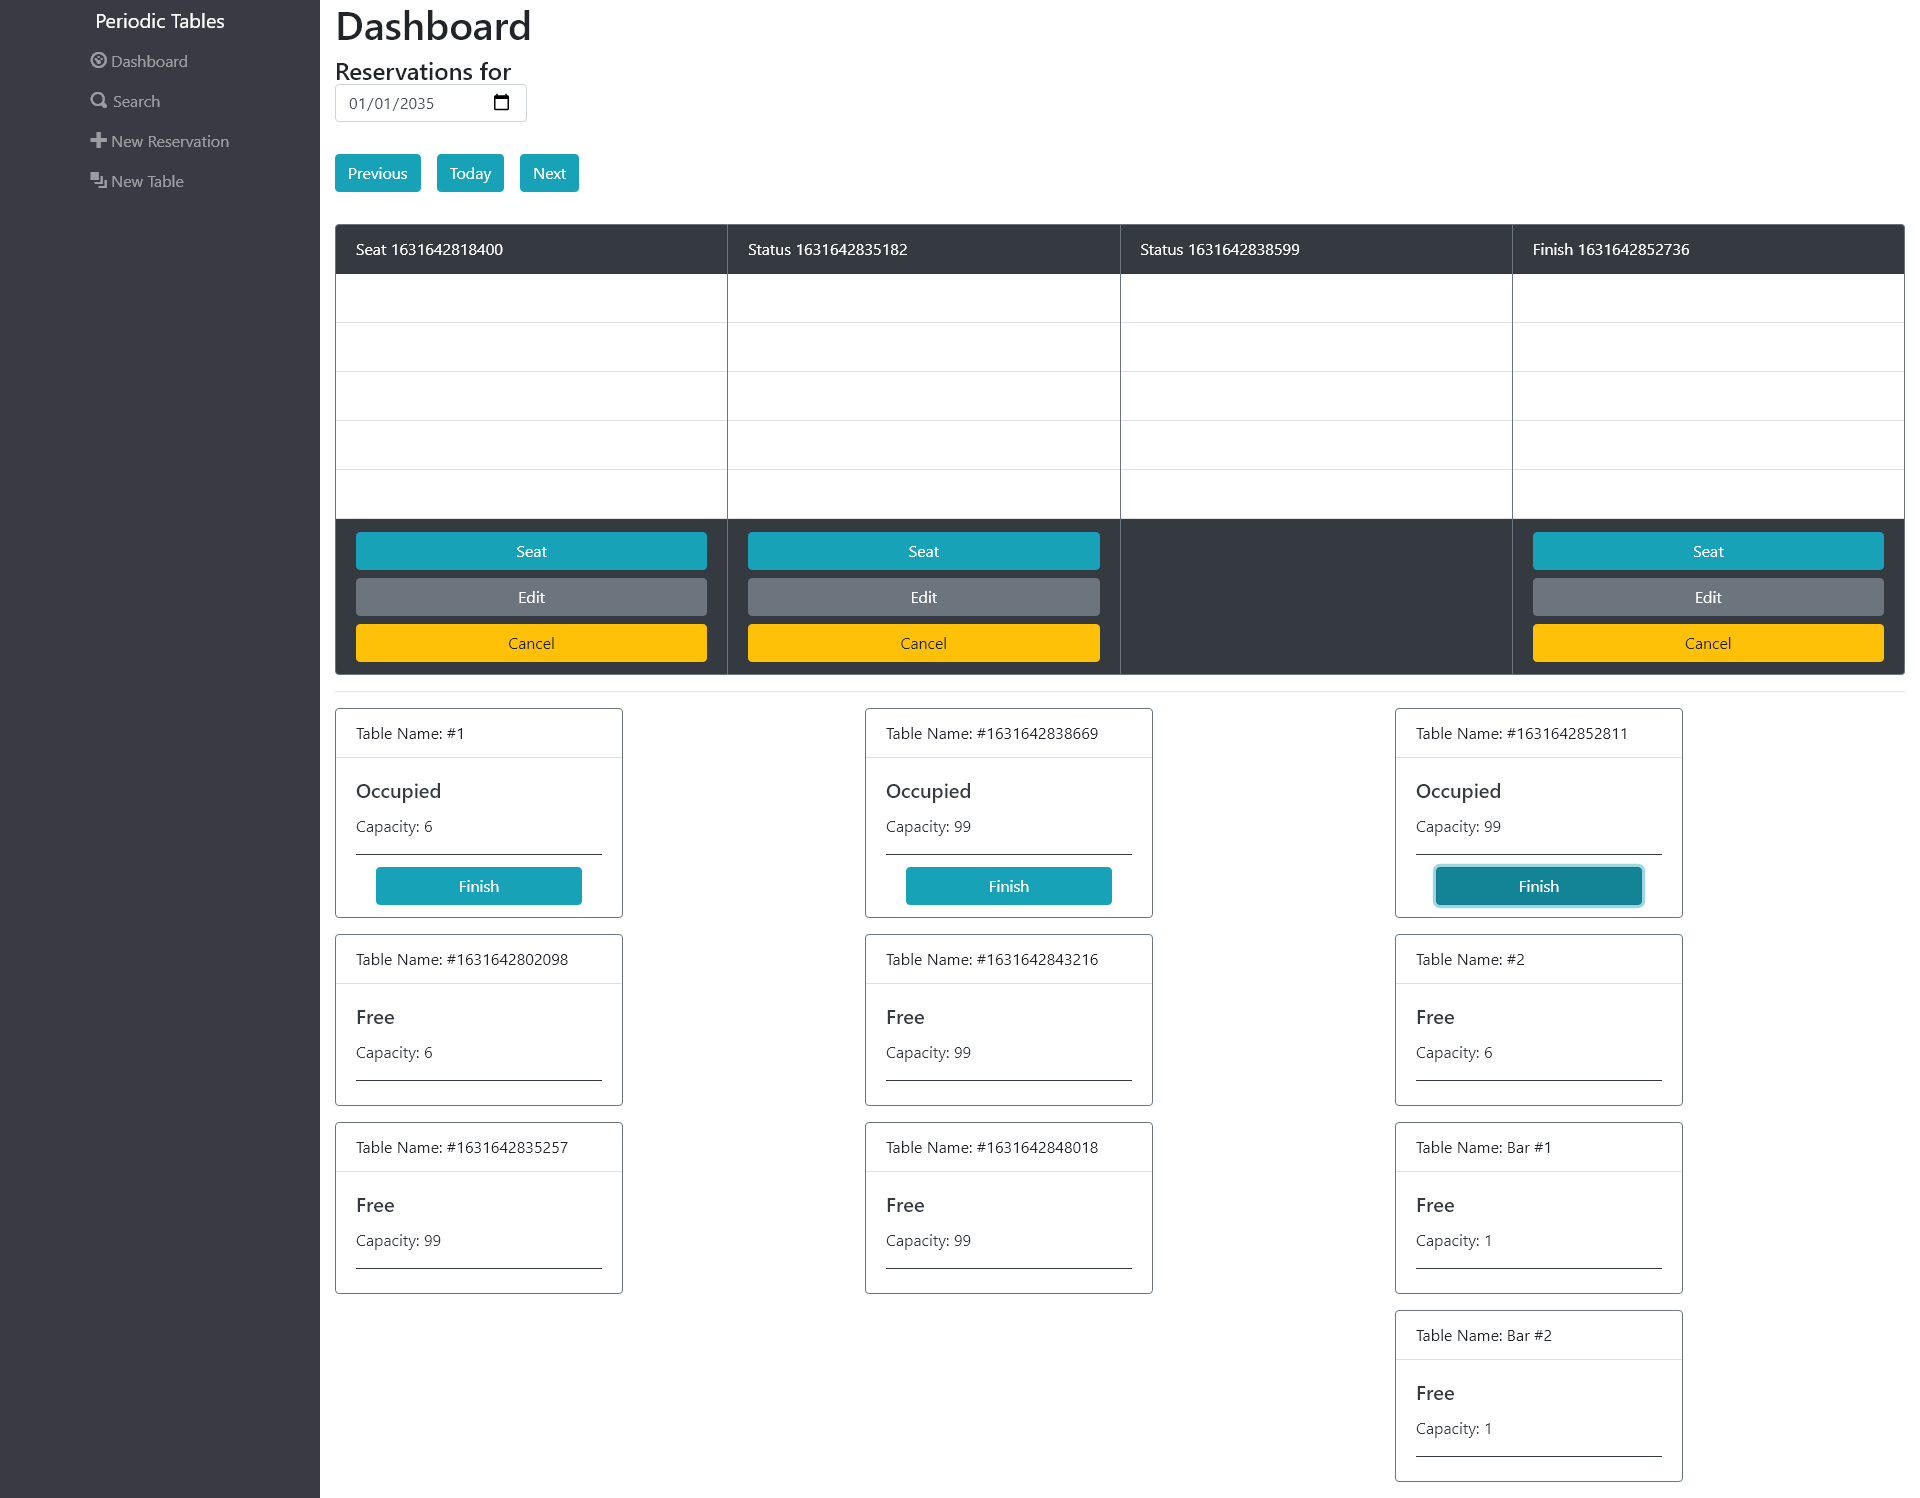 Periodic Tables
Dashboard
Search
New Reservation
New Table
Dashboard
Reservations for
01/01/2035
Previous Today Next
Seat 1631642818400 Status 1631642835182 Status 1631642838599 Finish 1631642852736
Seat Seat Seat
Edit Edit Edit
Cancel Cancel Cancel
Table Name: #1
Occupied
Capacity: 6
Finish
Table Name: #1631642838669
Occupied
Capacity: 99
Finish
Table Name: #1631642852811
Occupied
Capacity: 99
Finish
Table Name: #1631642802098
Free
Capacity: 6
Table Name: #1631642843216
Free
Capacity: 99
Table Name: #2
Free
Capacity: 6
Table Name: #1631642835257
Free
Capacity: 99
Table Name: #1631642848018
Free
Capacity: 99
Table Name: Bar #1
Free
Capacity: 1
Table Name: Bar #2
Free
Capacity: 1